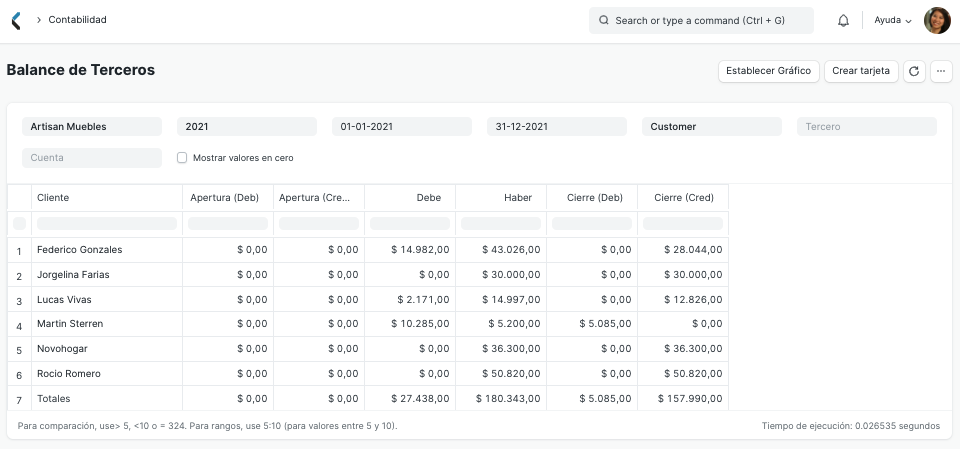 Contabilidad
Search or type a command (Ctrl + G)
Ayuda
Balance de Terceros
Establecer Gráfico
Crear tarjeta
Artisan Muebles
2021
01-01-2021
31-12-2021
Customer
Tercero
Cuenta
Mostrar valores en cero
Cliente Apertura (Deb) Apertura (Cre... Debe Haber Cierre (Deb) Cierre (Cred)
1 Federico Gonzales $ 0,00 $ 0,00 $ 14.982,00 $ 43.026,00 $ 0,00 $ 28.044,00
2 Jorgelina Farias $ 0,00 $ 0,00 $ 0,00 $ 30.000,00 $ 0,00 $ 30.000,00
3 Lucas Vivas $ 0,00 $ 0,00 $ 2.171,00 $ 14.997,00 $ 0,00 $ 12.826,00
4 Martin Sterren $ 0,00 $ 0,00 $ 10.285,00 $ 5.200,00 $ 5.085,00 $ 0,00
5 Novohogar $ 0,00 $ 0,00 $ 0,00 $ 36.300,00 $ 0,00 $ 36.300,00
6 Rocio Romero $ 0,00 $ 0,00 $ 0,00 $ 50.820,00 $ 0,00 $ 50.820,00
7 Totales $ 0,00 $ 0,00 $ 27.438,00 $ 180.343,00 $ 5.085,00 $ 157.990,00
Para comparación, use> 5, <10 o = 324. Para rangos, use 5:10 (para valores entre 5 y 10).
Tiempo de ejecución: 0.026535 segundos